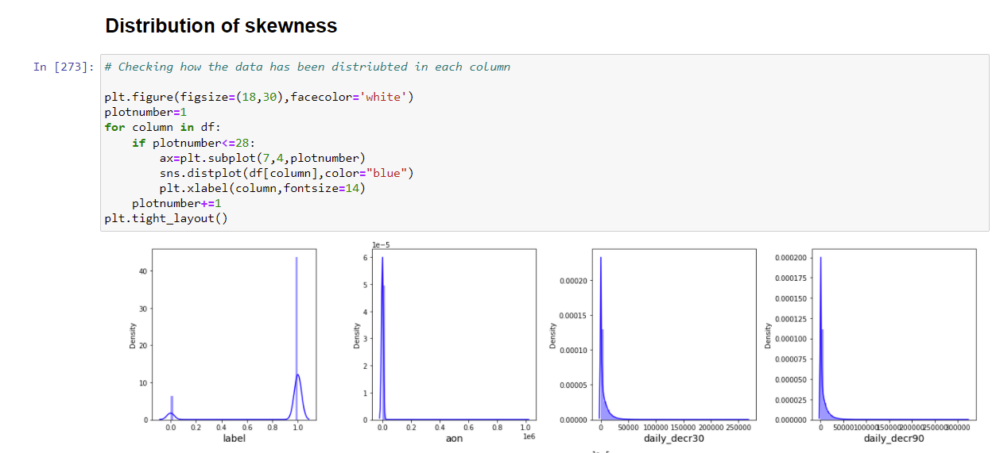 Distribution of skewness
In [273]:
# Checking how the data has been distriubted in each column
plt.figure(figsize=(18,30),facecolor='white')
plotnumber=1
for column in df:
    if plotnumber<=28:
        ax=plt.subplot(7,4,plotnumber)
        sns.distplot(df[column],color="blue")
        plt.xlabel(column,fontsize=14)
    plotnumber+=1
plt.tight_layout()
40
30
20
10
0
Density
0.0 0.2 0.4 0.6 0.8 1.0
label
1e-5
6
5
4
3
2
1
0
Density
0.0 0.2 0.4 0.6 0.8 1.0
1e6
aon
0.00020
0.00015
0.00010
0.00005
0.00000
Density
0 50000 100000 150000 200000 250000
daily_decr30
0.000200
0.000175
0.000150
0.000125
0.000100
0.000075
0.000050
0.000025
0.000000
Density
0 50000 100000 150000 200000 250000 300000
daily_decr90